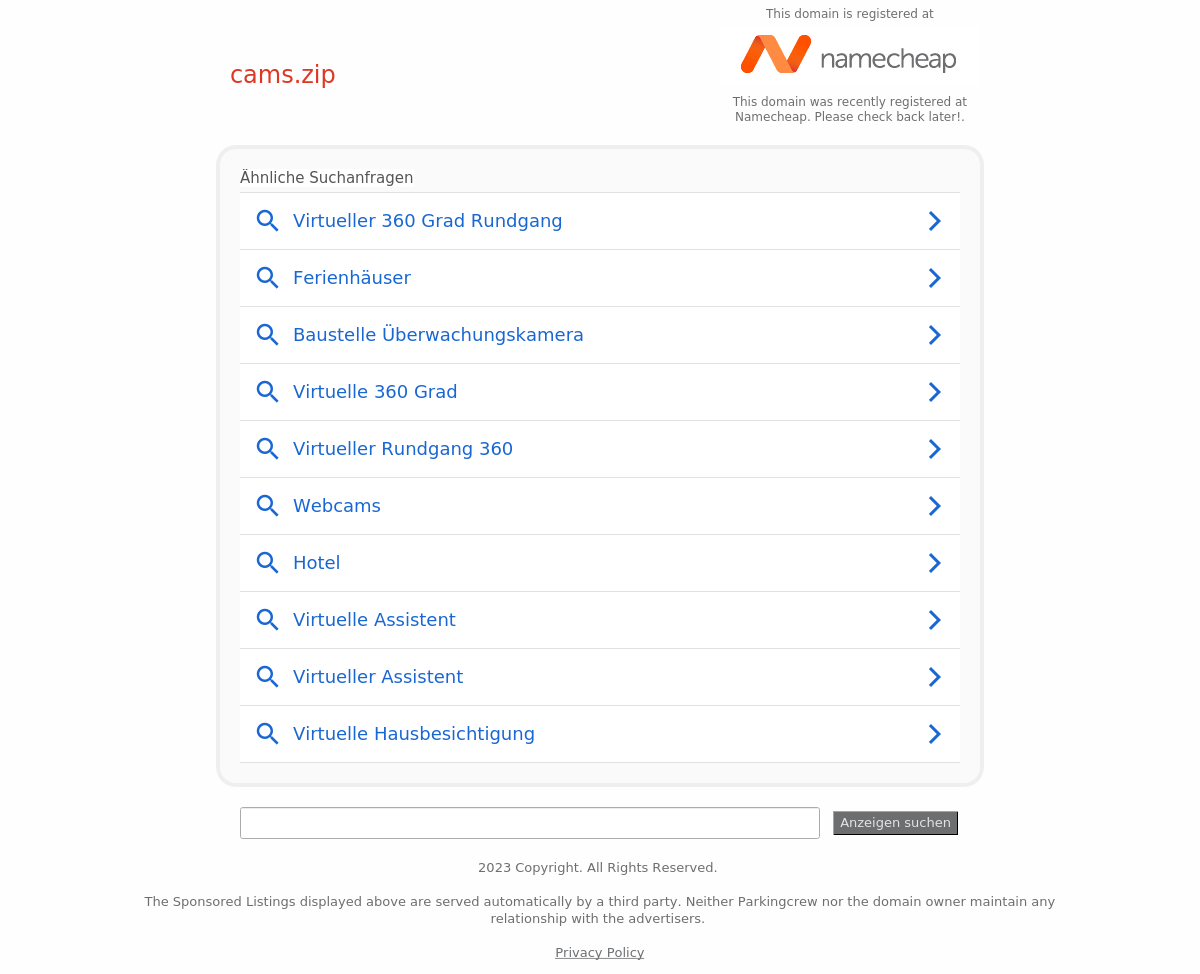 This domain is registered at
namecheap
cams.zip
This domain was recently registered at
Namecheap. Please check back later!.
Ähnliche Suchanfragen
Virtueller 360 Grad Rundgang
Ferienhäuser
Baustelle Überwachungskamera
Virtuelle 360 Grad
Virtueller Rundgang 360
Webcams
Hotel
Virtuelle Assistent
Virtueller Assistent
Virtuelle Hausbesichtigung
Anzeigen suchen
2023 Copyright. All Rights Reserved.
The Sponsored Listings displayed above are served automatically by a third party. Neither Parkingcrew nor the domain owner maintain any
relationship with the advertisers.
Privacy Policy